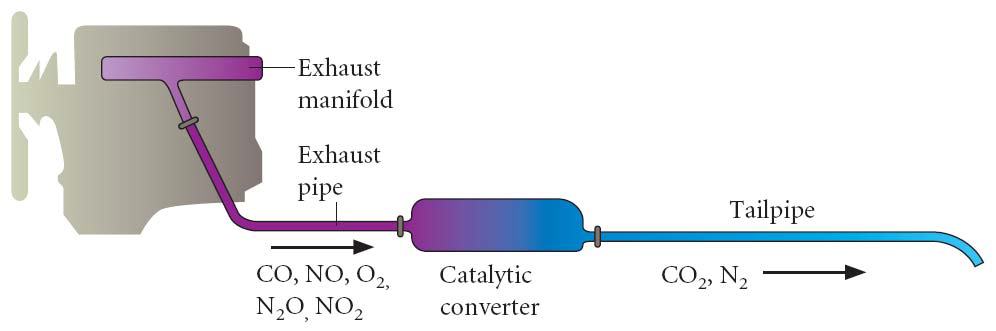 Exhaust
manifold
Exhaust
pipe
Tailpipe
CO, NO, O₂,
N₂O, NO₂
Catalytic
converter
CO₂, N₂